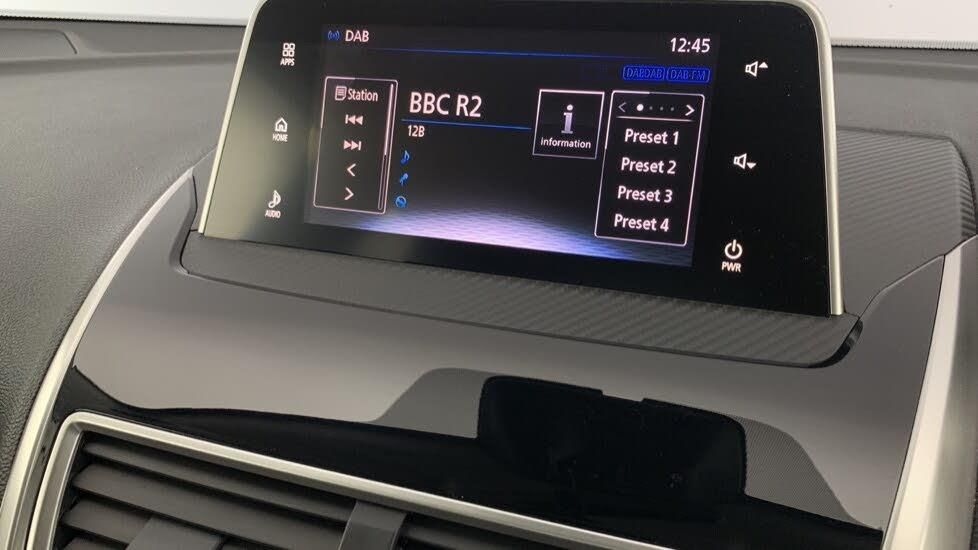 DAB
12:45
APPS
DABDAB DAB-FM
Station
BBC R2
12B
information
Preset 1
Preset 2
Preset 3
Preset 4
HOME
AUDIO
PWR